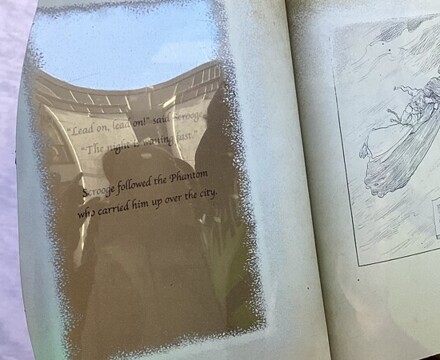 "Lead on, lead on!" said Scrooge,
"The night is waning fast."
Scrooge followed the Phantom
who carried him up over the city.